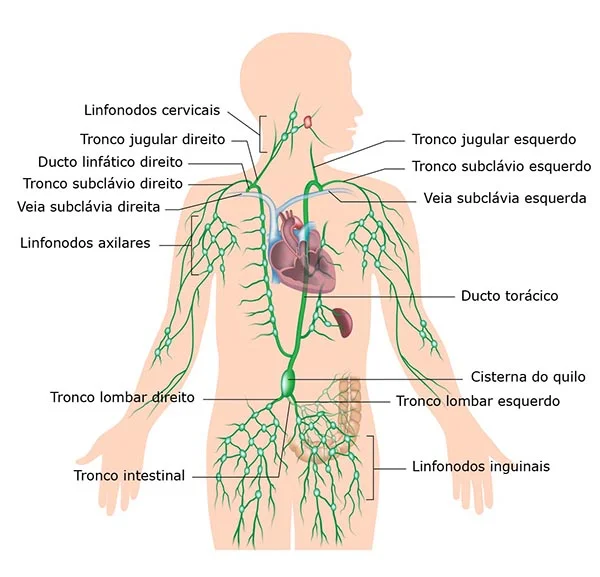 Linfonodos cervicais
Tronco jugular direito
Ducto linfático direito
Tronco subclávio direito
Veia subclávia direita
Linfonodos axilares
Tronco jugular esquerdo
Tronco subclávio esquerdo
Veia subclávia esquerda
Ducto torácico
Cisterna do quilo
Tronco lombar direito
Tronco lombar esquerdo
Tronco intestinal
Linfonodos inguinais